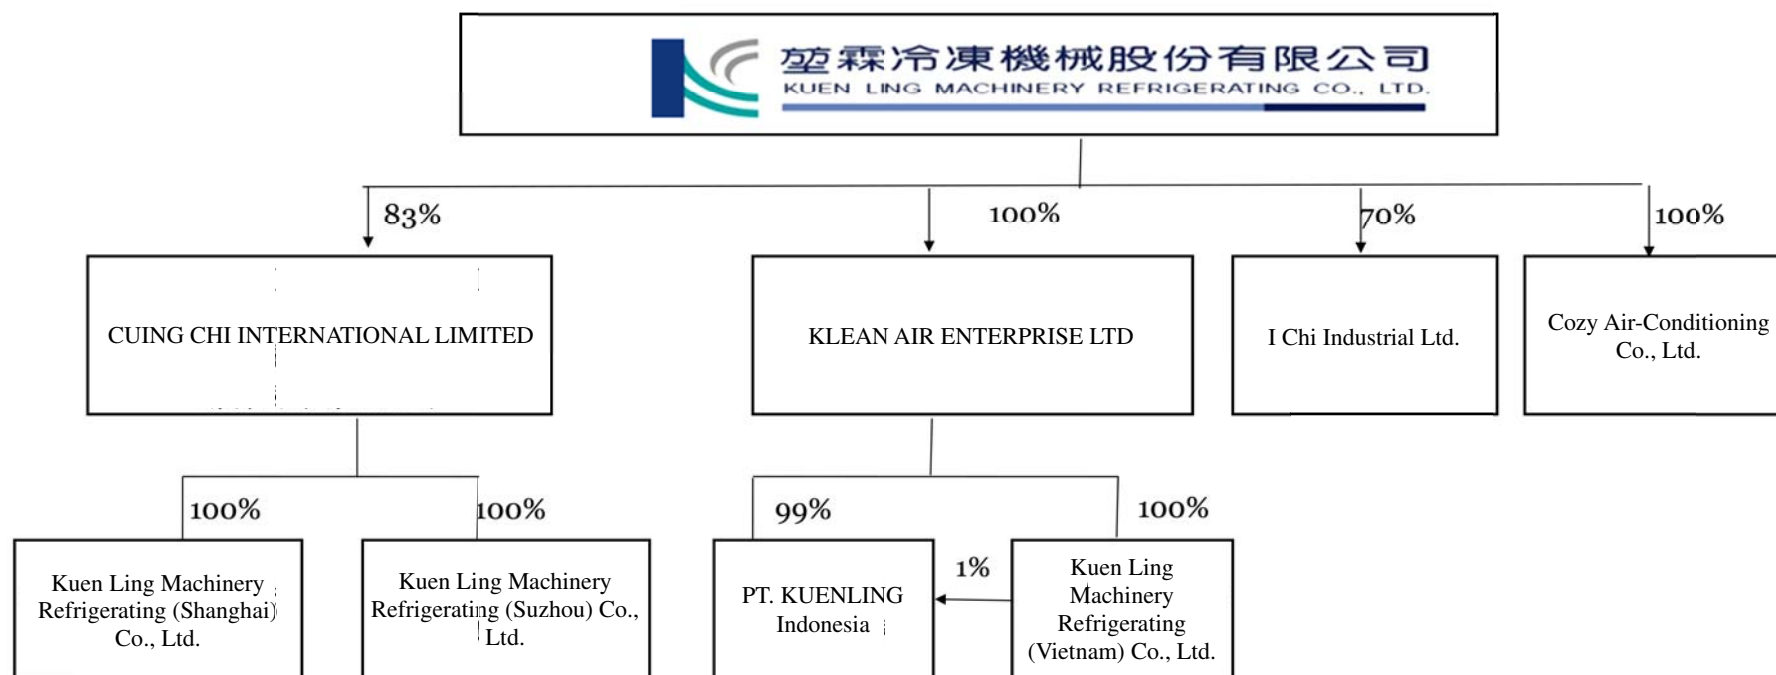 堃霖冷凍機械股份有限公司
KUEN LING MACHINERY REFRIGERATING CO., LTD.
83%
100%
70%
100%
CUING CHI INTERNATIONAL LIMITED
KLEAN AIR ENTERPRISE LTD
I Chi Industrial Ltd.
Cozy Air-Conditioning
Co., Ltd.
100%
100%
99%
100%
Kuen Ling Machinery
Refrigerating (Shanghai)
Co., Ltd.
Kuen Ling Machinery
Refrigerating (Suzhou) Co.,
Ltd.
PT. KUENLING
Indonesia
1%
Kuen Ling
Machinery
Refrigerating
(Vietnam) Co., Ltd.